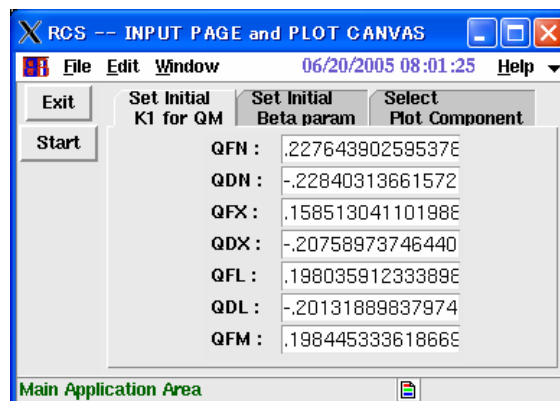 RCS -- INPUT PAGE and PLOT CANVAS
File Edit Window 06/20/2005 08:01:25 Help
Exit
Start
Set Initial K1 for QM
Set Initial Beta param
Select Plot Component
QFN : .227643902595378
QDN : -.22840313661572
QFX : .158513041101988
QDX : -.20758973746440
QFL : .198035912333898
QDL : -.20131889837974
QFM : .198445333618669
Main Application Area